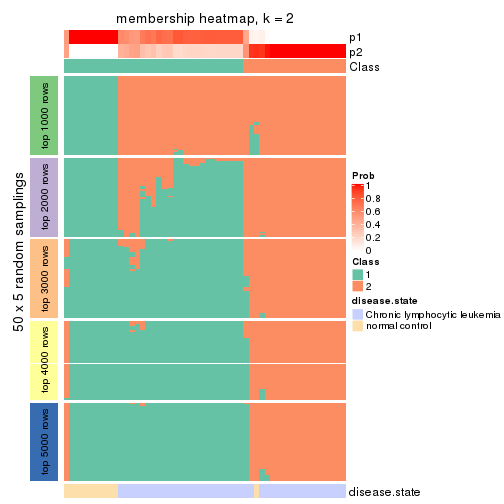 membership heatmap, k = 2
p1
p2
Class
50 x 5 random samplings
top 1000 rows
top 2000 rows
top 3000 rows
top 4000 rows
top 5000 rows
Prob
1
0.8
0.6
0.4
0.2
0
Class
1
2
disease.state
Chronic lymphocytic leukemia
normal control
disease.state